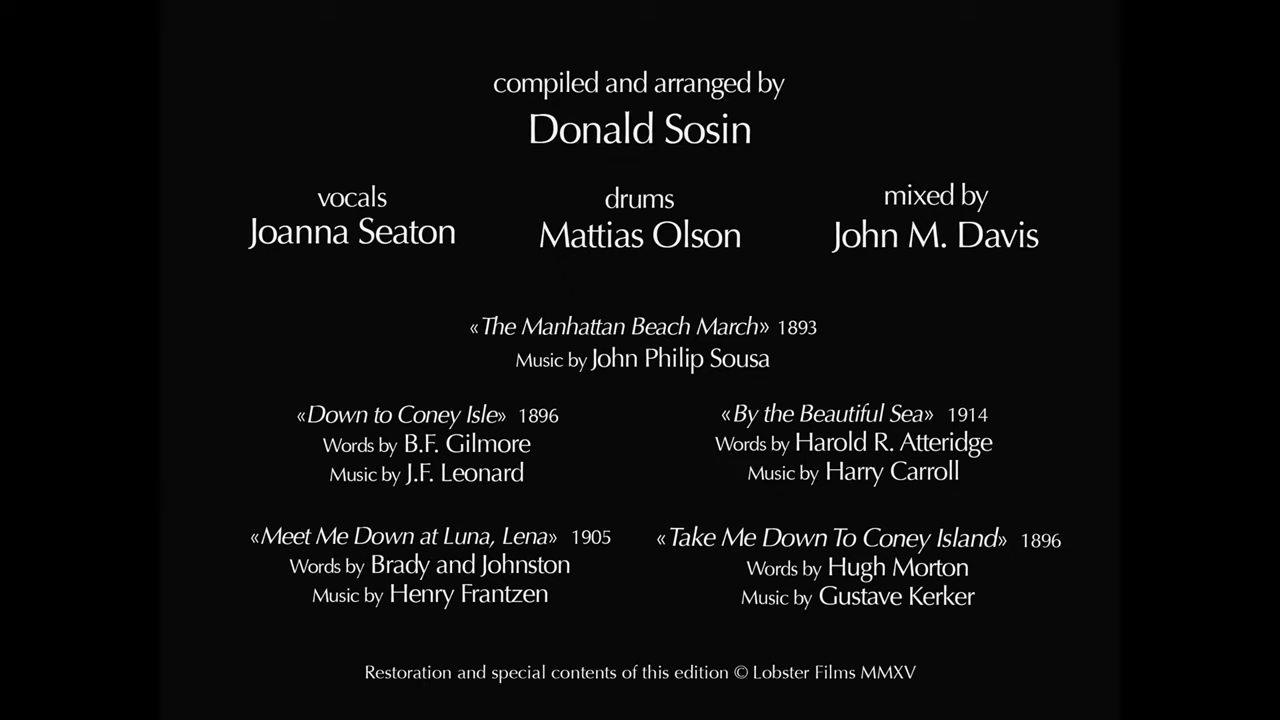 compiled and arranged by
Donald Sosin
vocals
Joanna Seaton
drums
Mattias Olson
mixed by
John M. Davis
«The Manhattan Beach March» 1893
Music by John Philip Sousa
«Down to Coney Isle» 1896
Words by B.F. Gilmore
Music by J.F. Leonard
«By the Beautiful Sea» 1914
Words by Harold R. Atteridge
Music by Harry Carroll
«Meet Me Down at Luna, Lena» 1905
Words by Brady and Johnston
Music by Henry Frantzen
«Take Me Down To Coney Island» 1896
Words by Hugh Morton
Music by Gustave Kerker
Restoration and special contents of this edition © Lobster Films MMXV